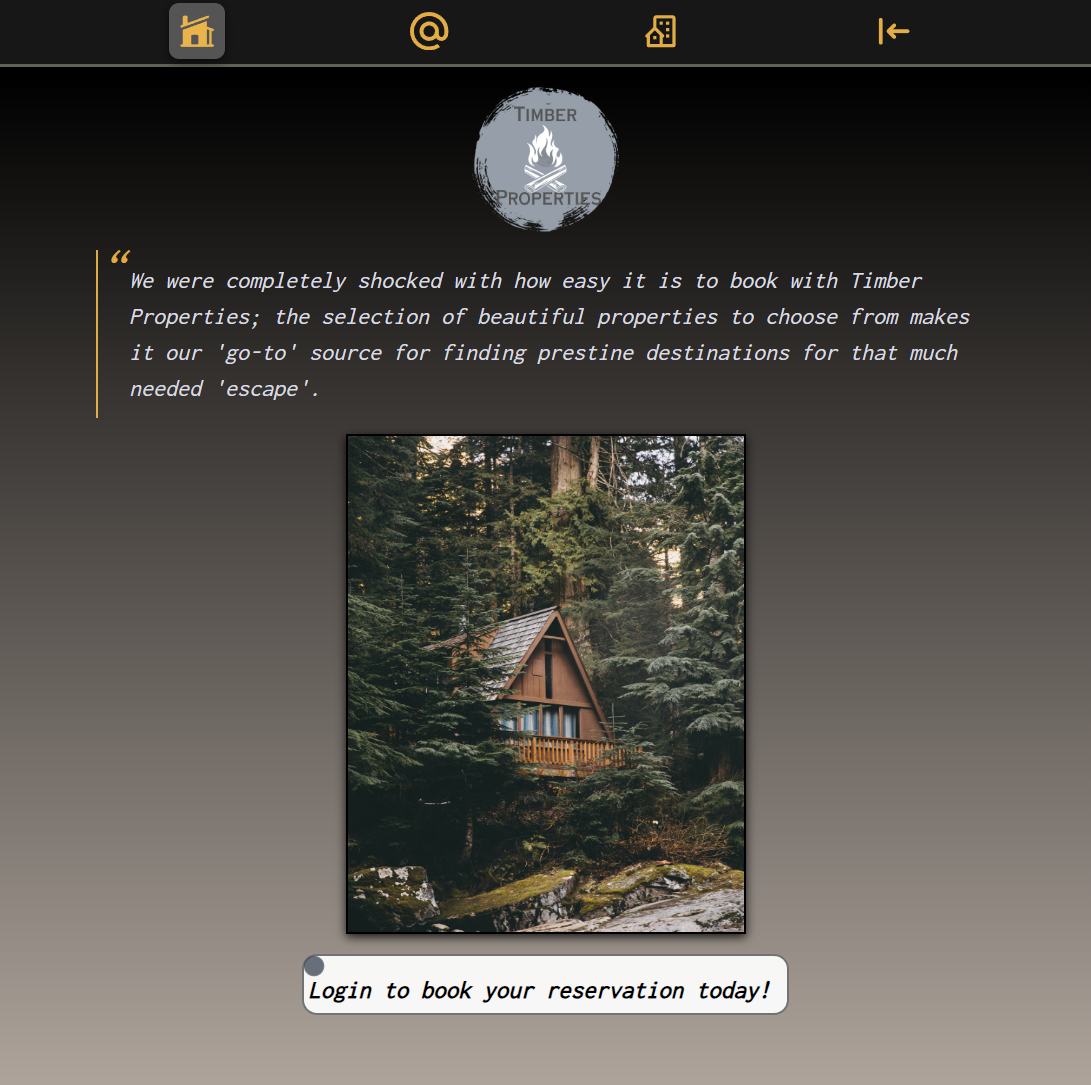 TIMBER
PROPERTIES
“
We were completely shocked with how easy it is to book with Timber
Properties; the selection of beautiful properties to choose from makes
it our 'go-to' source for finding prestine destinations for that much
needed 'escape'.
Login to book your reservation today!